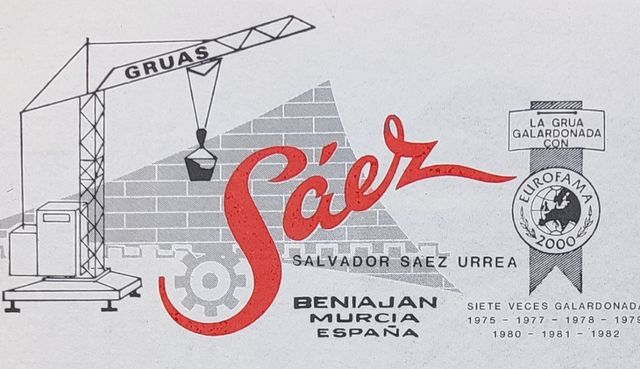 GRUAS
Sáez
SALVADOR SAEZ URREA
BENIAJAN
MURCIA
ESPAÑA
LA GRUA
GALARDONADA
CON
EUROFAMA
2000
SIETE VECES GALARDONADA
1975 - 1977 - 1978 - 1979
1980 - 1981 - 1982